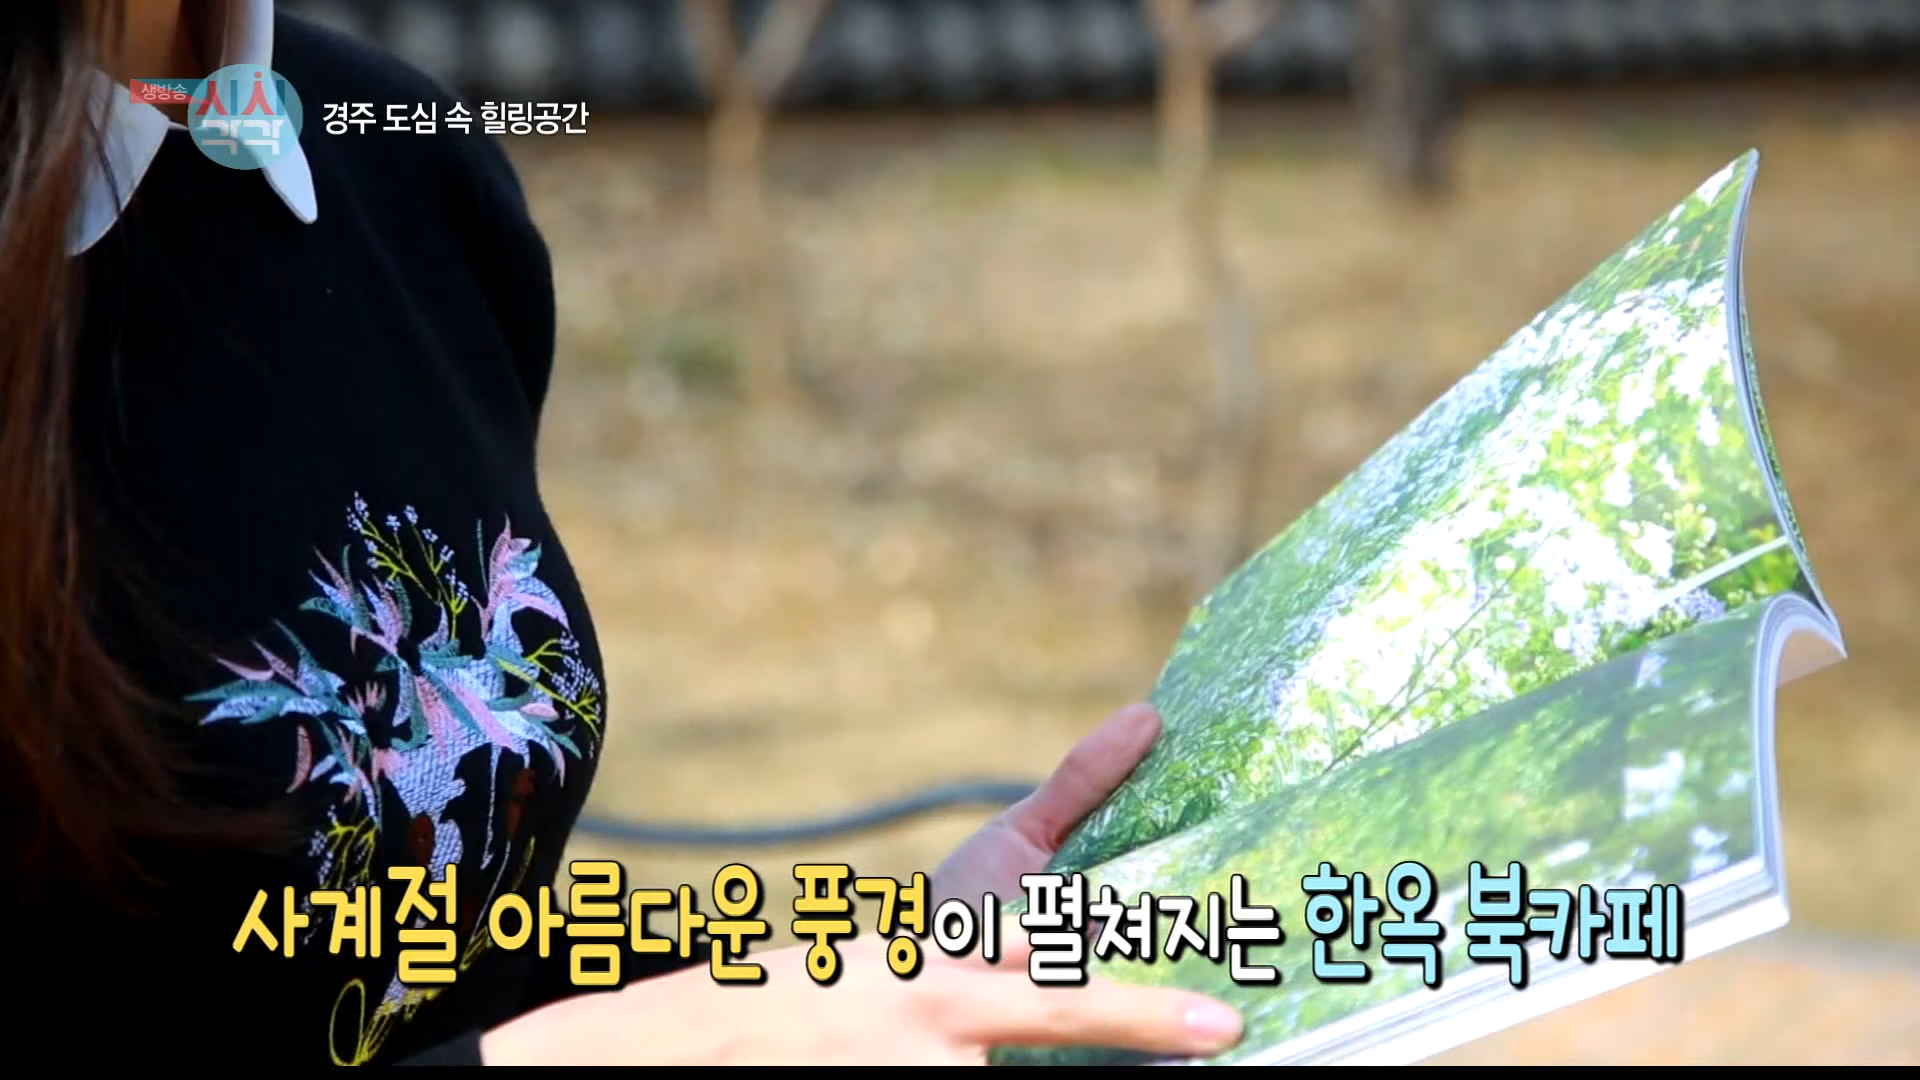 생방송
시시각각
경주 도심 속 힐링공간
사계절 아름다운 풍경이 펼쳐지는 한옥 북카페